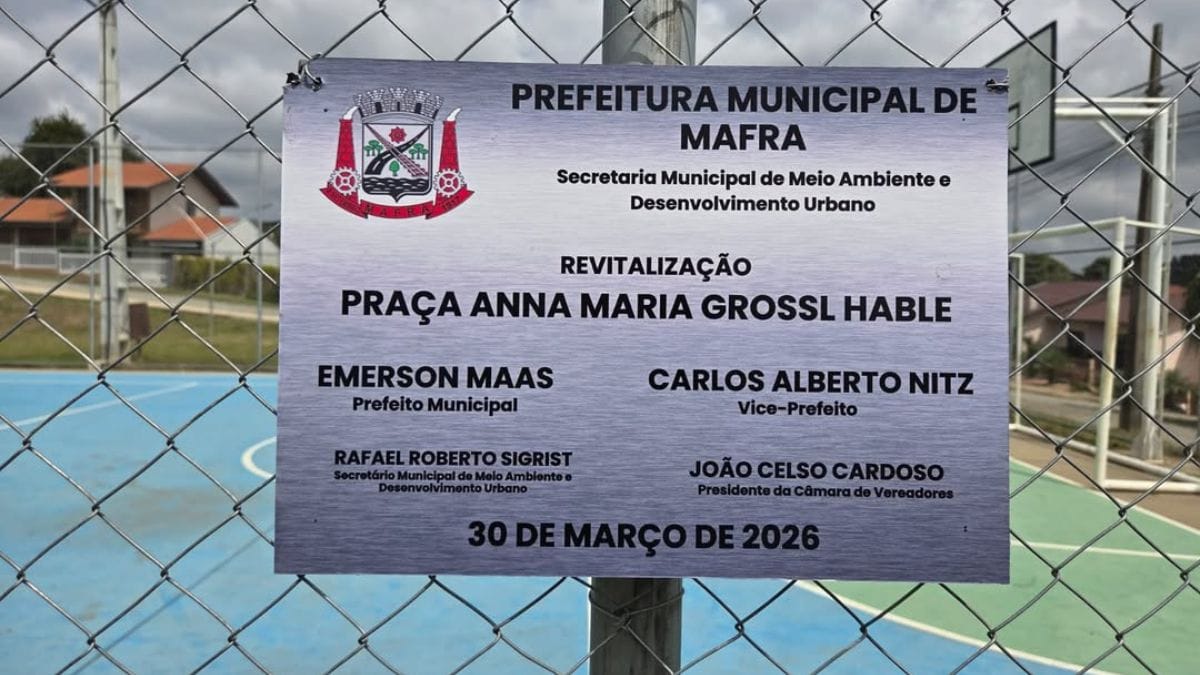 PREFEITURA MUNICIPAL DE
MAFRA
Secretaria Municipal de Meio Ambiente e
Desenvolvimento Urbano
MAFRA
REVITALIZAÇÃO
PRAÇA ANNA MARIA GROSSL HABLE
EMERSON MAAS
Prefeito Municipal
CARLOS ALBERTO NITZ
Vice-Prefeito
RAFAEL ROBERTO SIGRIST
Secretário Municipal de Meio Ambiente e
Desenvolvimento Urbano
JOÃO CELSO CARDOSO
Presidente da Câmara de Vereadores
30 DE MARÇO DE 2026